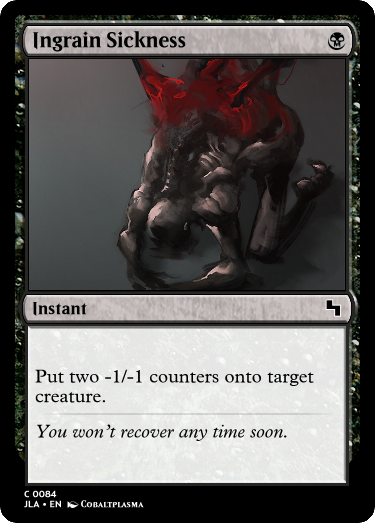 Ingrain Sickness
Instant
Put two -1/-1 counters onto target
creature.
You won't recover any time soon.
C 0084
JLA • EN Cobaltplasma